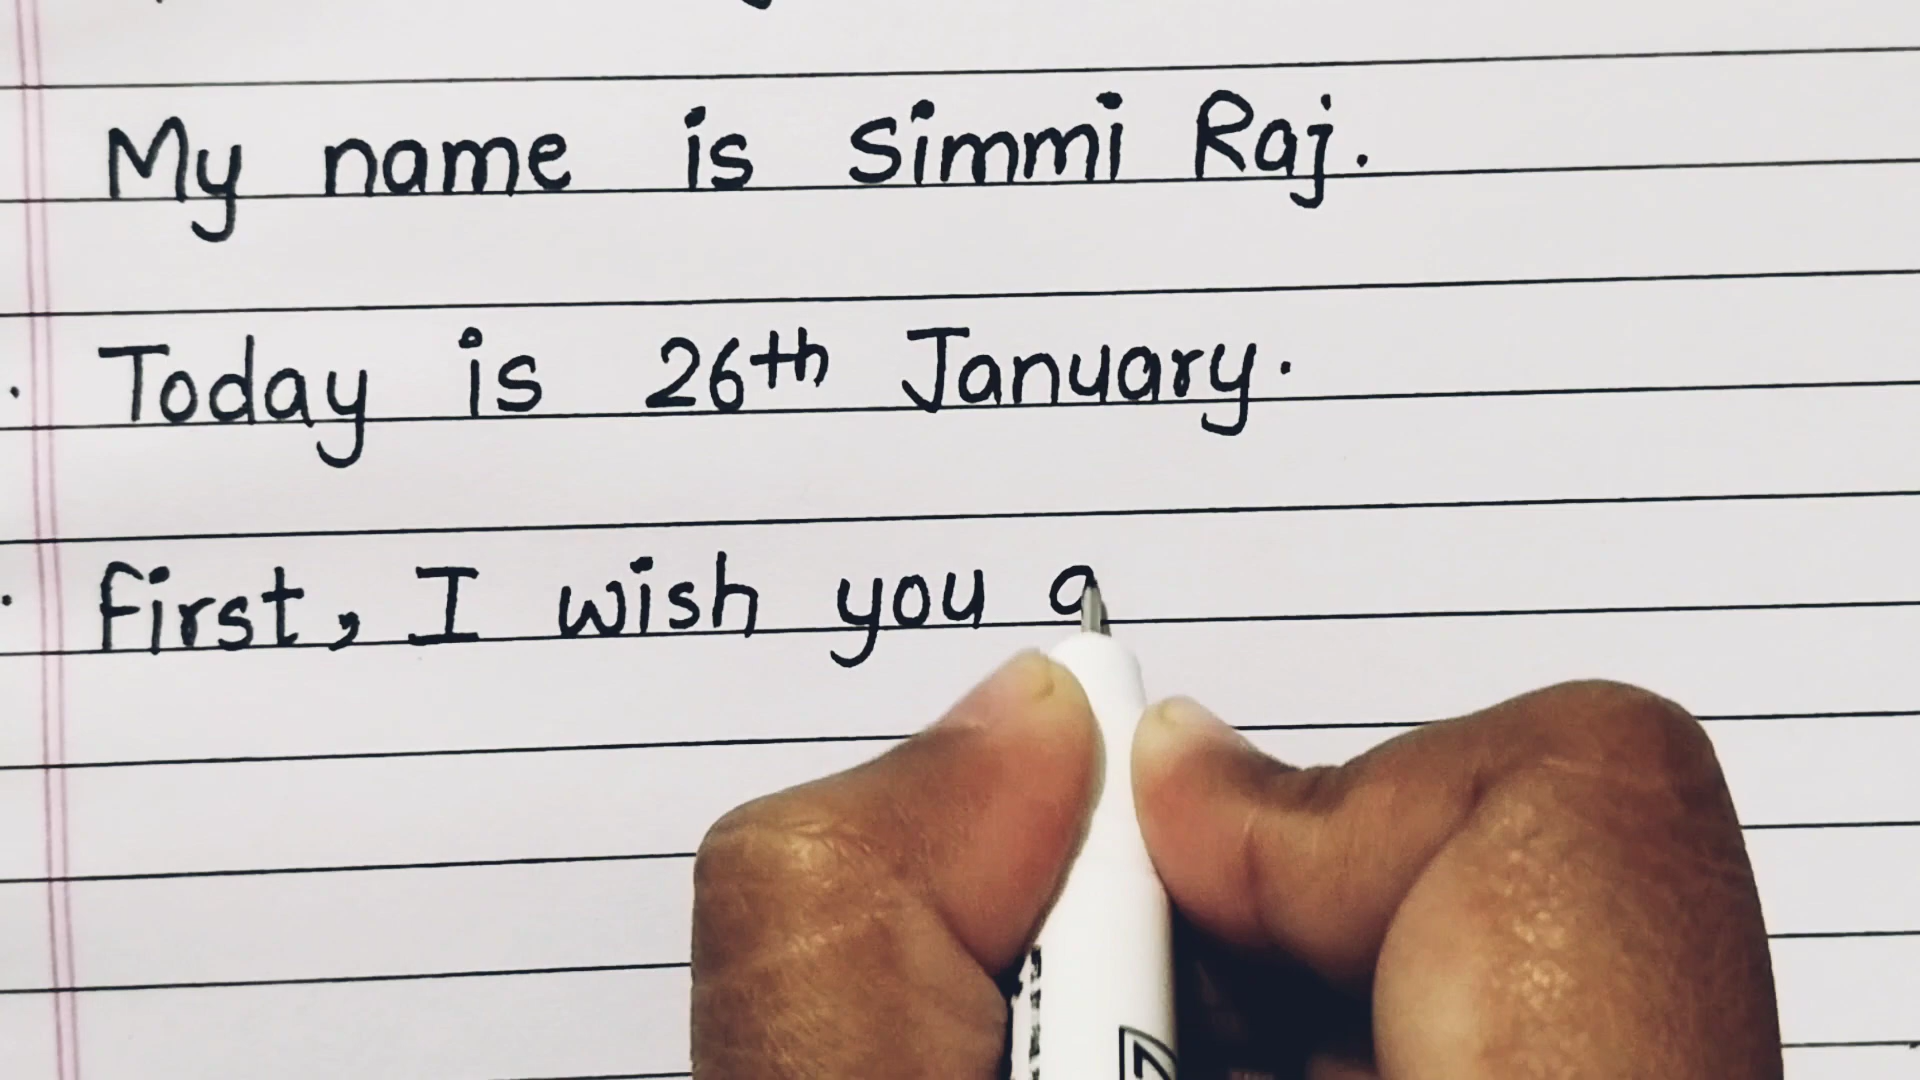 My name is Simmi Raj.
Today is 26th January.
first, I wish you a